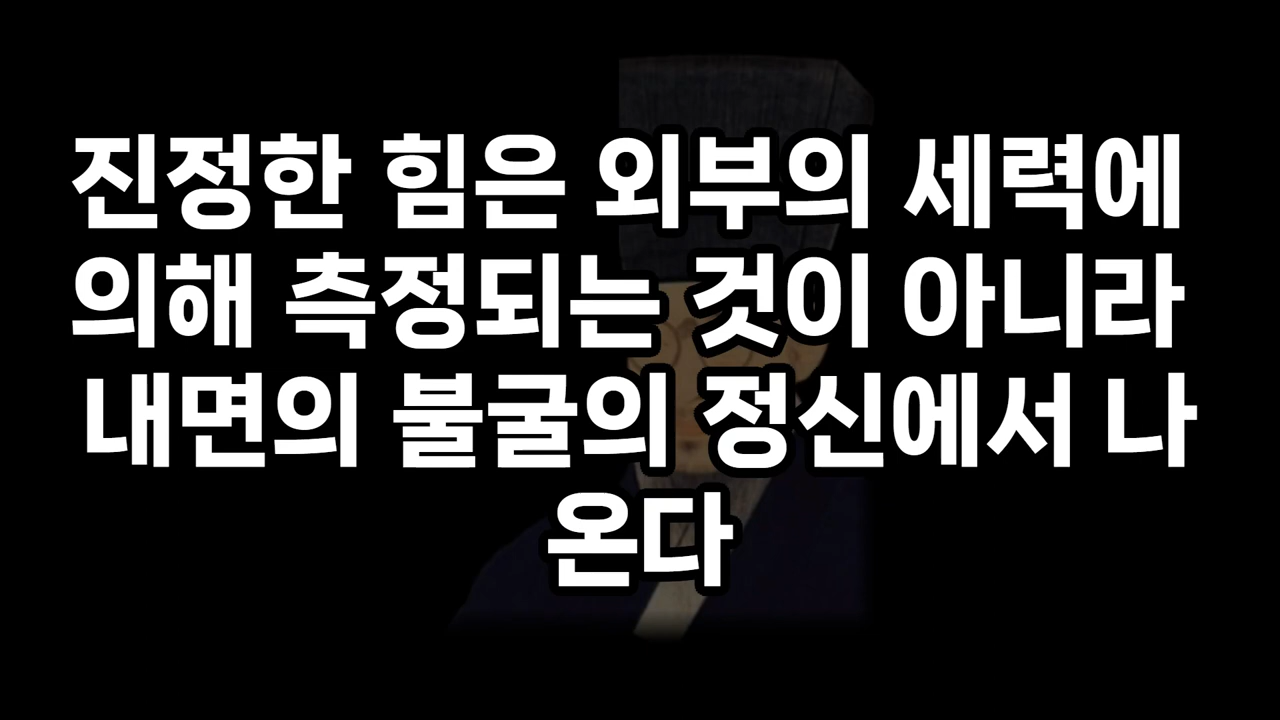 진정한 힘은 외부의 세력에
의해 측정되는 것이 아니라
내면의 불굴의 정신에서 나
온다